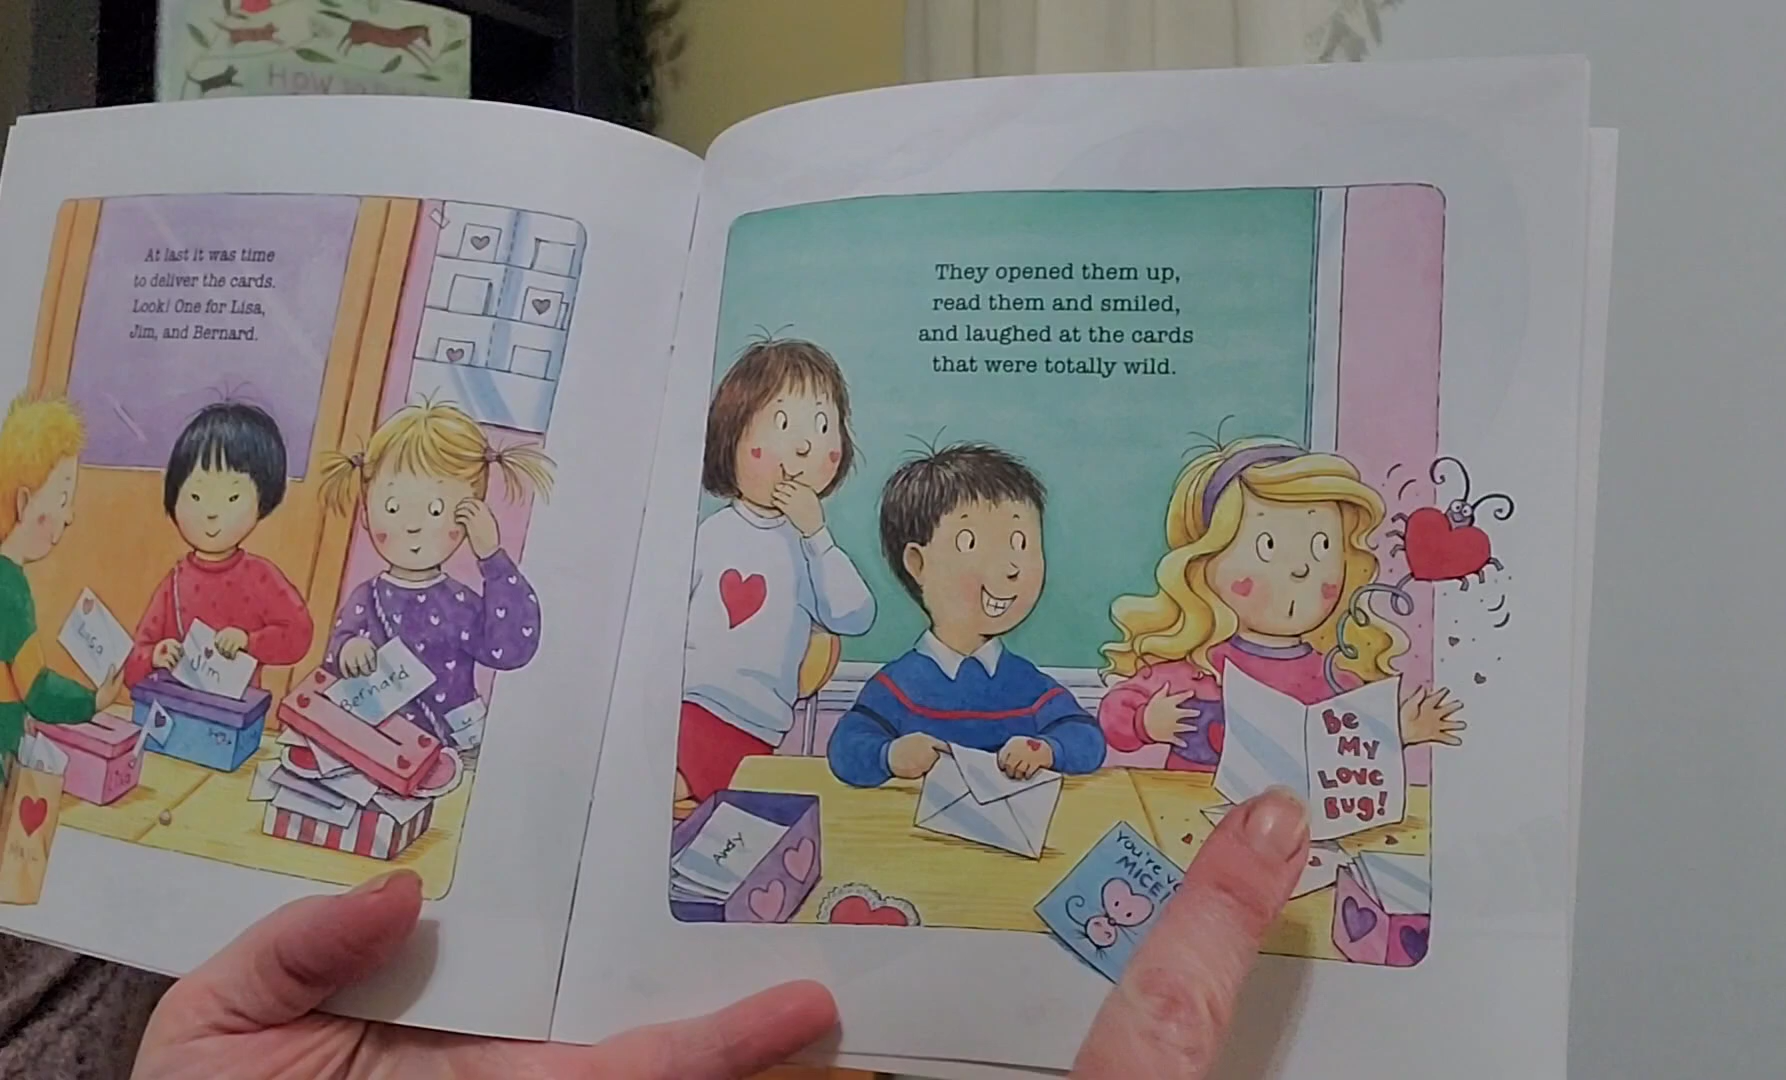 HOW
At last it was time
to deliver the cards.
Look! One for Lisa,
Jim, and Bernard.
Lisa
Jim
Bernard
They opened them up,
read them and smiled,
and laughed at the cards
that were totally wild.
Be
My
Love
Bug!
Andy
You're
MICE!